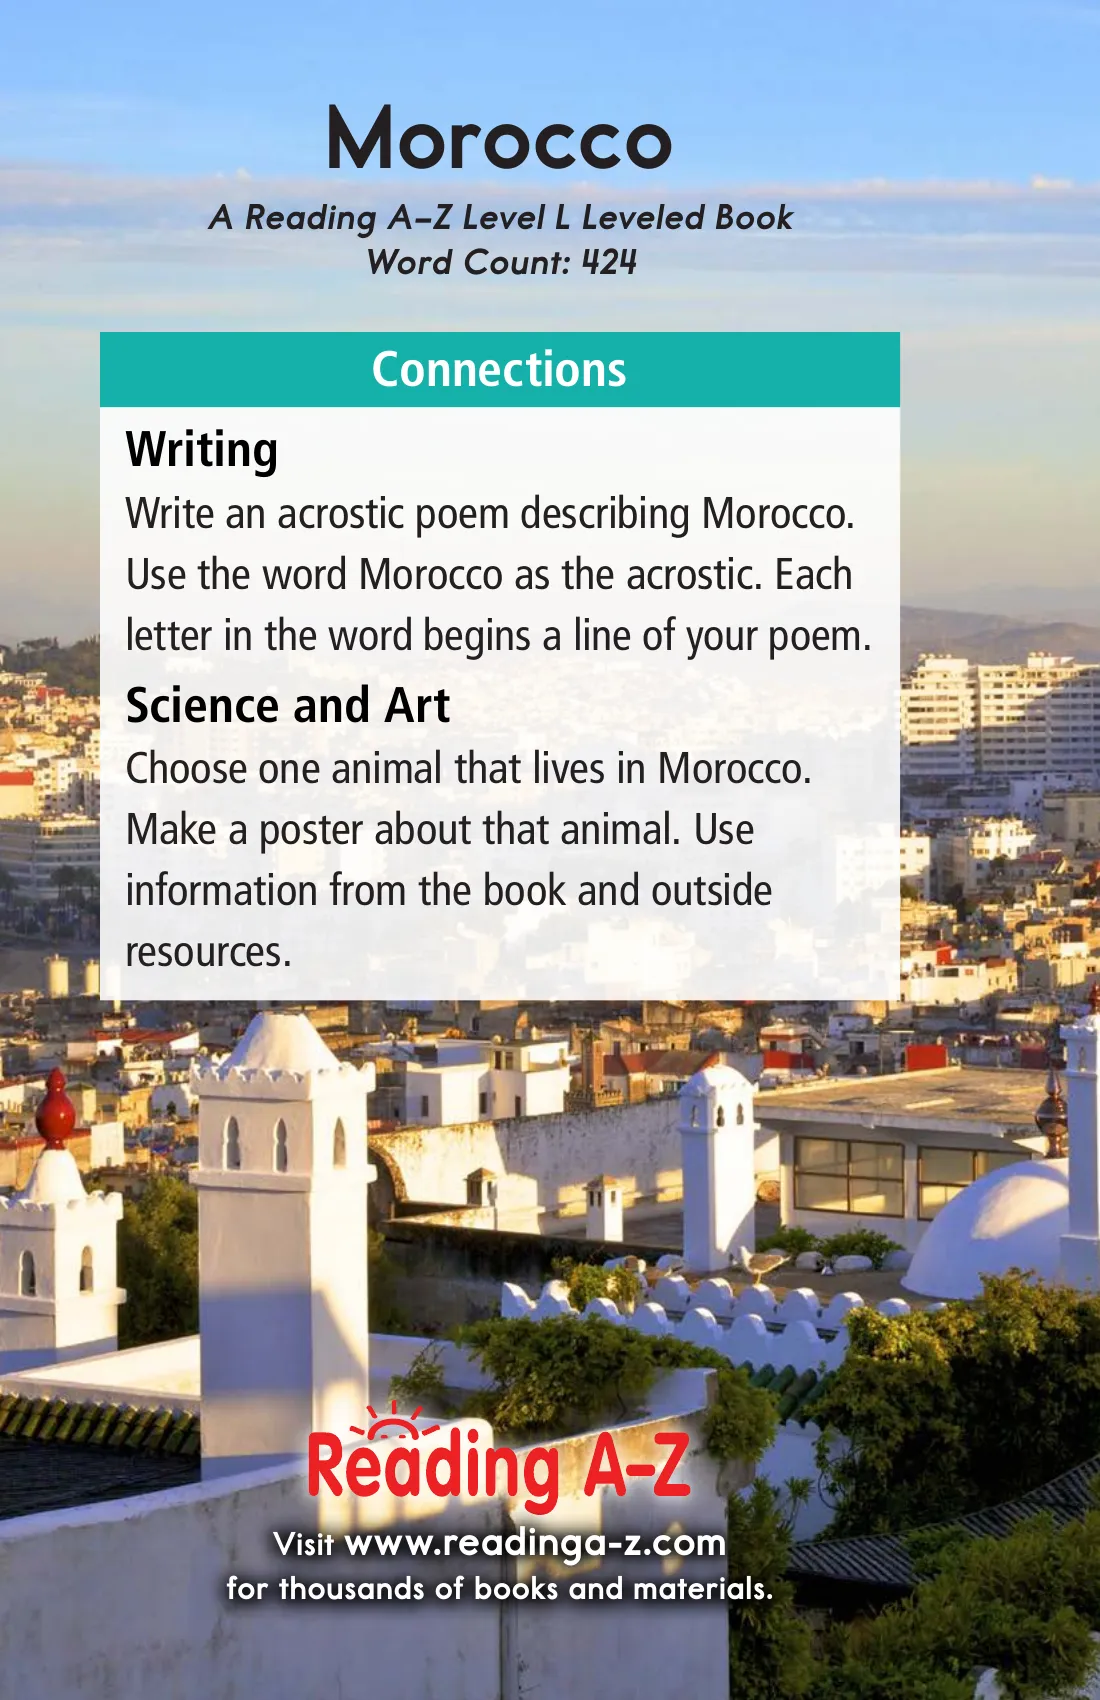 Morocco
A Reading A–Z Level L Leveled Book
Word Count: 424
Connections
Writing
Write an acrostic poem describing Morocco.
Use the word Morocco as the acrostic. Each
letter in the word begins a line of your poem.
Science and Art
Choose one animal that lives in Morocco.
Make a poster about that animal. Use
information from the book and outside
resources.
Reading A–Z
Visit www.readinga-z.com
for thousands of books and materials.